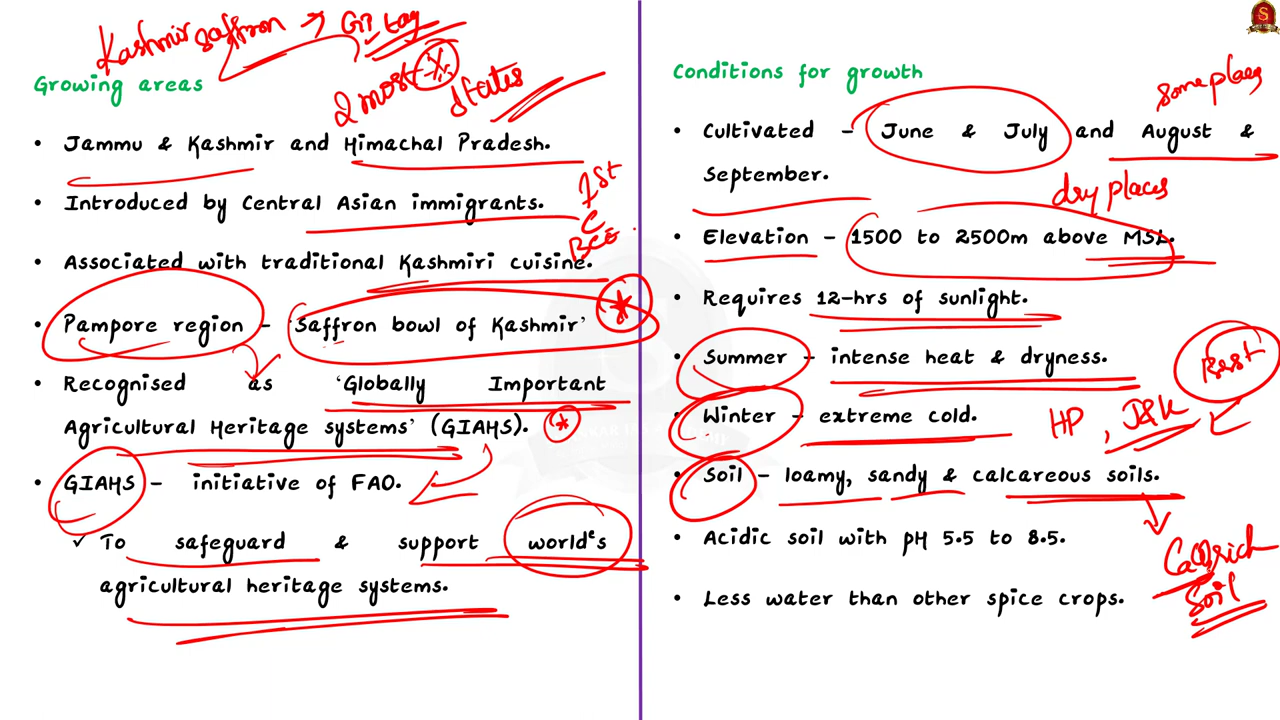 Kashmir saffron → GI tag
2 most imp states
Growing areas
• Jammu & Kashmir and Himachal Pradesh.
• Introduced by Central Asian immigrants.
1st
C
BCE
• Associated with traditional Kashmiri cuisine.
• Pampore region - 'Saffron bowl of Kashmir'
• Recognised as 'Globally Important
Agricultural Heritage systems' (GIAHS).
• GIAHS - initiative of FAO.
✓ To safeguard & support world's
agricultural heritage systems.
Conditions for growth
some places
• Cultivated - June & July and August &
September.
dry places
• Elevation - 1500 to 2500m above MSL.
• Requires 12-hrs of sunlight.
• Summer - intense heat & dryness.
Best
• Winter - extreme cold.
HP, J&K
• Soil - loamy, sandy & calcareous soils.
• Acidic soil with pH 5.5 to 8.5.
rich
Soil
• Less water than other spice crops.